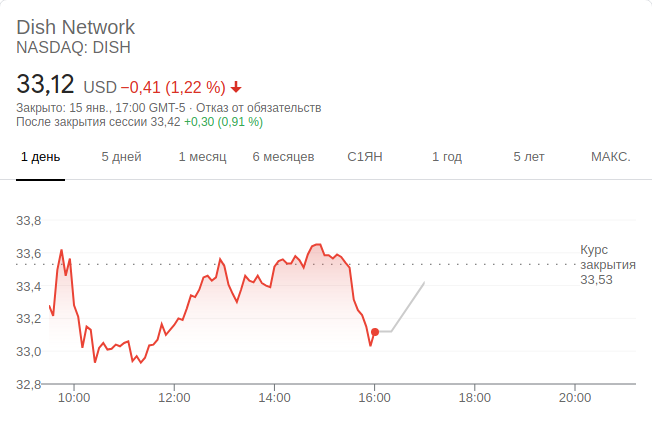 Dish Network
NASDAQ: DISH
33,12 USD −0,41 (1,22 %)
Закрыто: 15 янв., 17:00 GMT-5 · Отказ от обязательств
После закрытия сессии 33,42 +0,30 (0,91 %)
1 день 5 дней 1 месяц 6 месяцев С1ЯН 1 год 5 лет МАКС.
33,8
33,6
33,4
33,2
33,0
32,8
Курс
закрытия
33,53
10:00 12:00 14:00 16:00 18:00 20:00